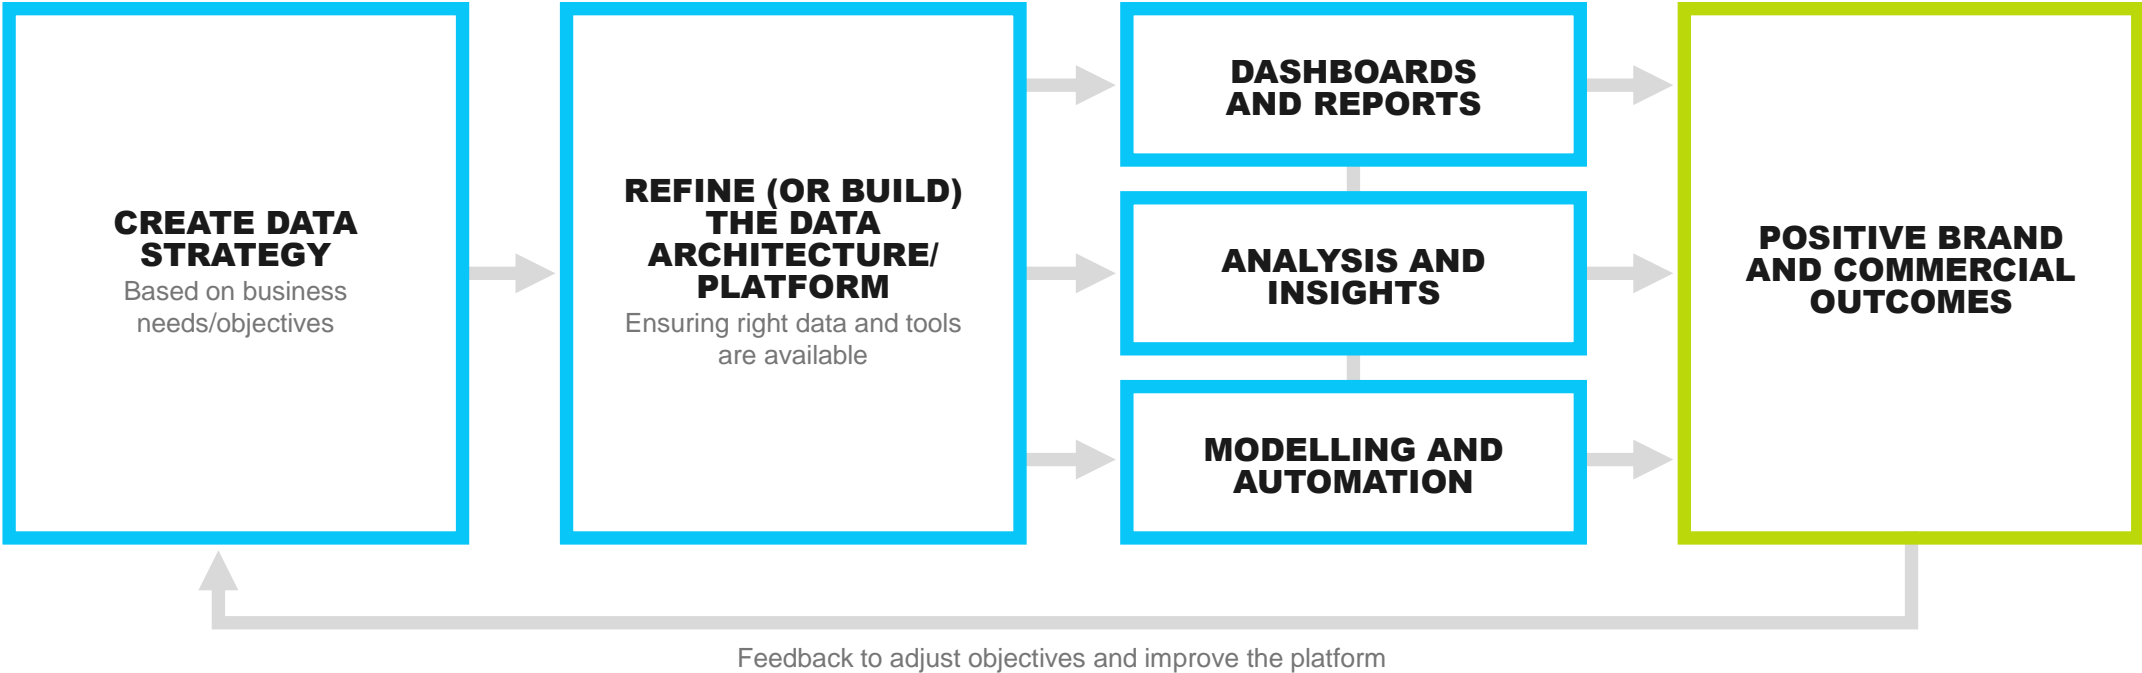 CREATE DATA
STRATEGY
Based on business
needs/objectives
REFINE (OR BUILD)
THE DATA
ARCHITECTURE/
PLATFORM
Ensuring right data and tools
are available
DASHBOARDS
AND REPORTS
ANALYSIS AND
INSIGHTS
MODELLING AND
AUTOMATION
POSITIVE BRAND
AND COMMERCIAL
OUTCOMES
Feedback to adjust objectives and improve the platform